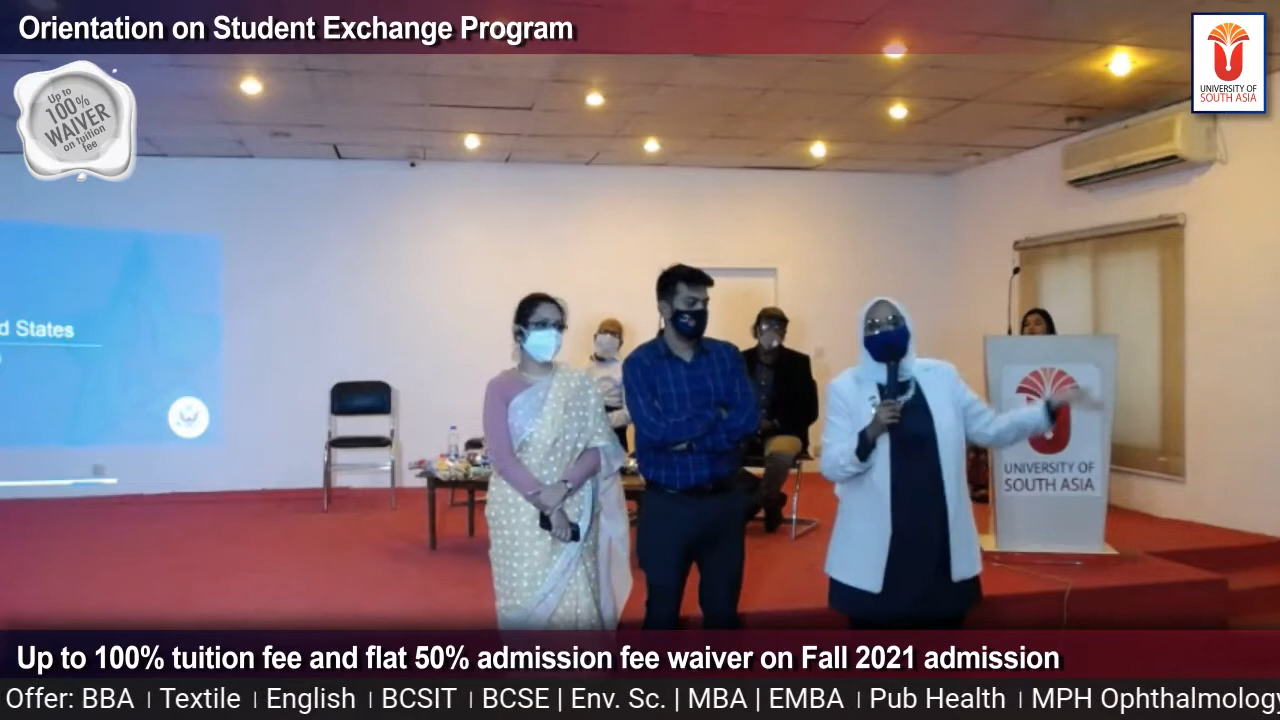 Orientation on Student Exchange Program
UNIVERSITY OF
SOUTH ASIA
Up to
100%
WAIVER
on tuition
fee
d States
UNIVERSITY OF
SOUTH ASIA
Up to 100% tuition fee and flat 50% admission fee waiver on Fall 2021 admission
Offer: BBA | Textile | English | BCSIT | BCSE | Env. Sc. | MBA | EMBA | Pub Health | MPH Ophthalmology